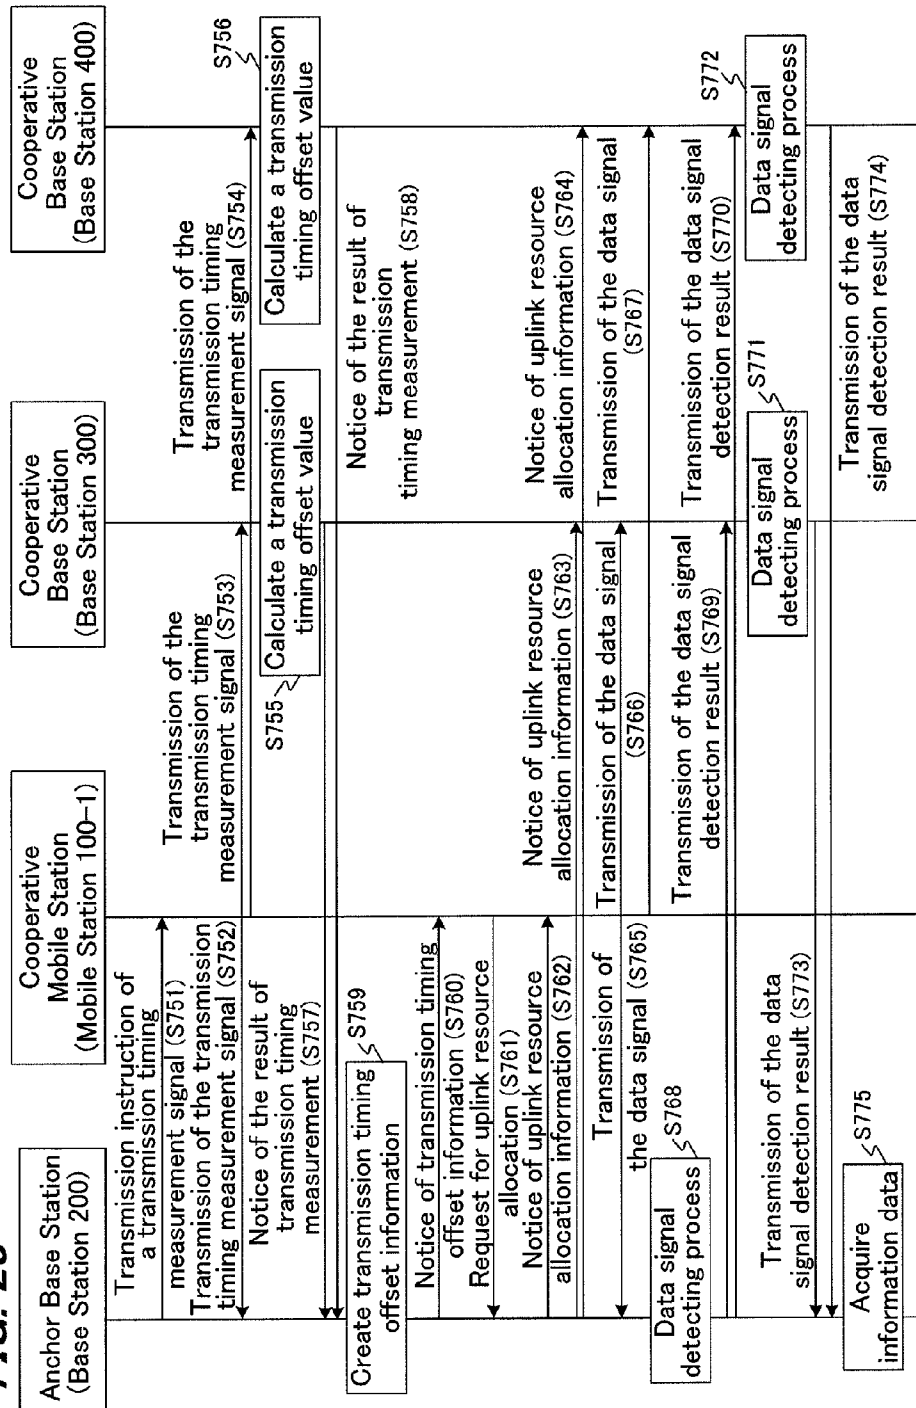 Anchor Base Station
(Base Station 200)
Cooperative
Mobile Station
(Mobile Station 100-1)
Cooperative
Base Station
(Base Station 300)
Cooperative
Base Station
(Base Station 400)
Transmission instruction of
a transmission timing
measurement signal (S751)
Transmission of the transmission
timing measurement signal (S752)
Transmission of the
transmission timing
measurement signal (S753)
Transmission of the
transmission timing
measurement signal (S754)
S755
Calculate a transmission
timing offset value
S756
Calculate a transmission
timing offset value
Notice of the result of
transmission timing
measurement (S757)
Notice of the result of
transmission
timing measurement (S758)
Create transmission timing
offset information
S759
Notice of transmission timing
offset information (S760)
Request for uplink resource
allocation (S761)
Notice of uplink resource
allocation information (S762)
Notice of uplink resource
allocation information (S763)
Notice of uplink resource
allocation information (S764)
Transmission of
the data signal (S765)
Transmission of the data signal
(S766)
Transmission of the data signal
(S767)
Data signal
detecting process
S768
Transmission of the data signal
detection result (S769)
Transmission of the data signal
detection result (S770)
Data signal
detecting process
S771
Data signal
detecting process
S772
Transmission of the data
signal detection result (S773)
Transmission of the data
signal detection result (S774)
Acquire
information data
S775